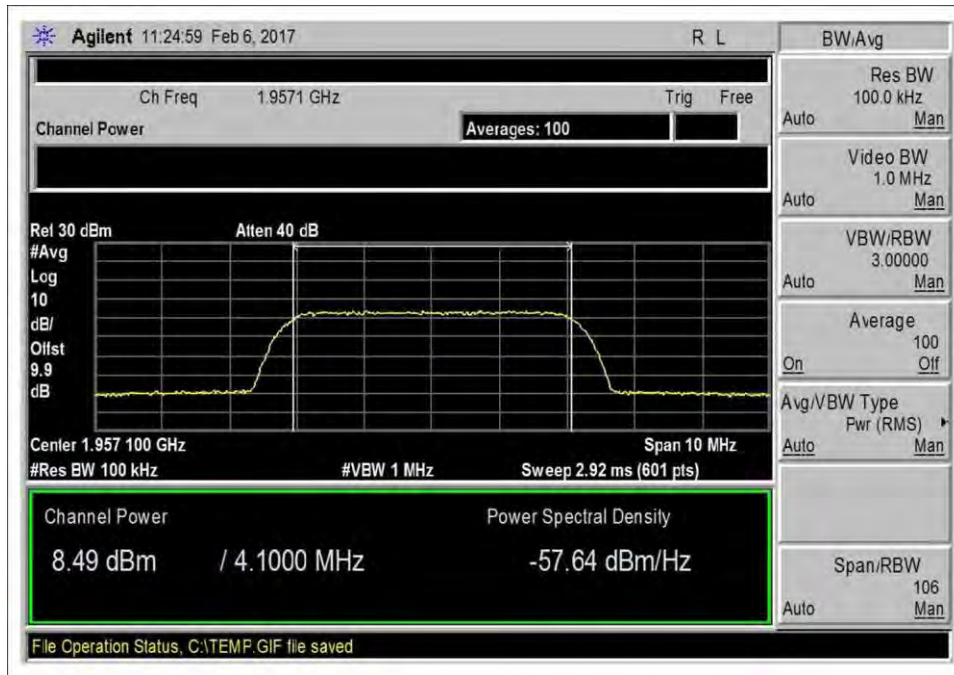 Agilent 11:24:59 Feb 6, 2017 R L
Ch Freq 1.9571 GHz Trig Free
Channel Power Averages: 100
Ref 30 dBm Atten 40 dB
#Avg
Log
10
dB/
Offst
9.9
dB
Center 1.957 100 GHz Span 10 MHz
#Res BW 100 kHz #VBW 1 MHz Sweep 2.92 ms (601 pts)
Channel Power Power Spectral Density
8.49 dBm / 4.1000 MHz -57.64 dBm/Hz
File Operation Status, C:\TEMP.GIF file saved
BW/Avg
Res BW
100.0 kHz
Auto Man
Video BW
1.0 MHz
Auto Man
VBW/RBW
3.00000
Auto Man
Average
100
On Off
Avg/VBW Type
Pwr (RMS)
Auto Man
Span/RBW
106
Auto Man